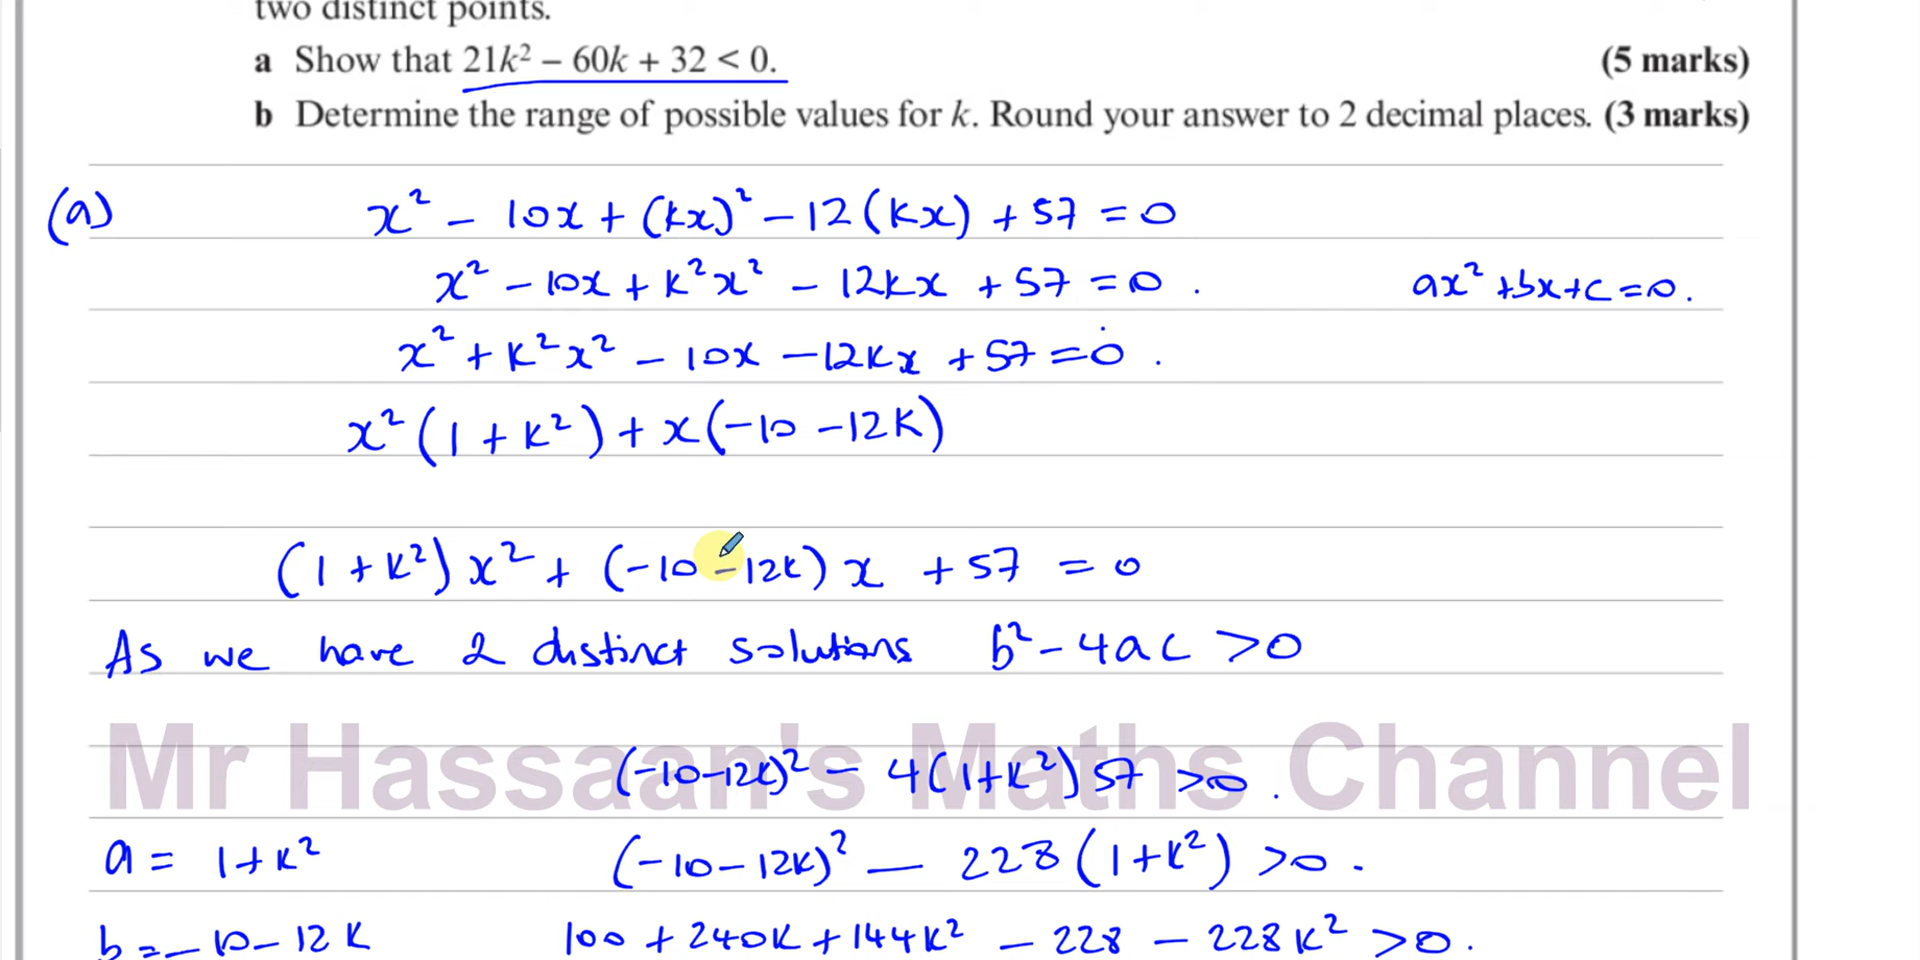 two distinct points.
a Show that 21k² − 60k + 32 < 0. (5 marks)
b Determine the range of possible values for k. Round your answer to 2 decimal places. (3 marks)
(a) x² − 10x + (kx)² − 12(kx) + 57 = 0
x² − 10x + k²x² − 12kx + 57 = 0 . ax² + bx + c = 0.
x² + k²x² − 10x − 12kx + 57 = 0 .
x²(1 + k²) + x(−10 − 12k)
(1 + k²)x² + (−10 − 12k)x + 57 = 0
As we have 2 distinct solutions b² − 4ac > 0
Mr Hassaan's Maths Channel
(−10−12k)² − 4(1+k²)57 > 0 .
a = 1+k² (−10−12k)² − 228(1+k²) > 0 .
b = −10−12k 100 + 240k + 144k² − 228 − 228k² > 0 .